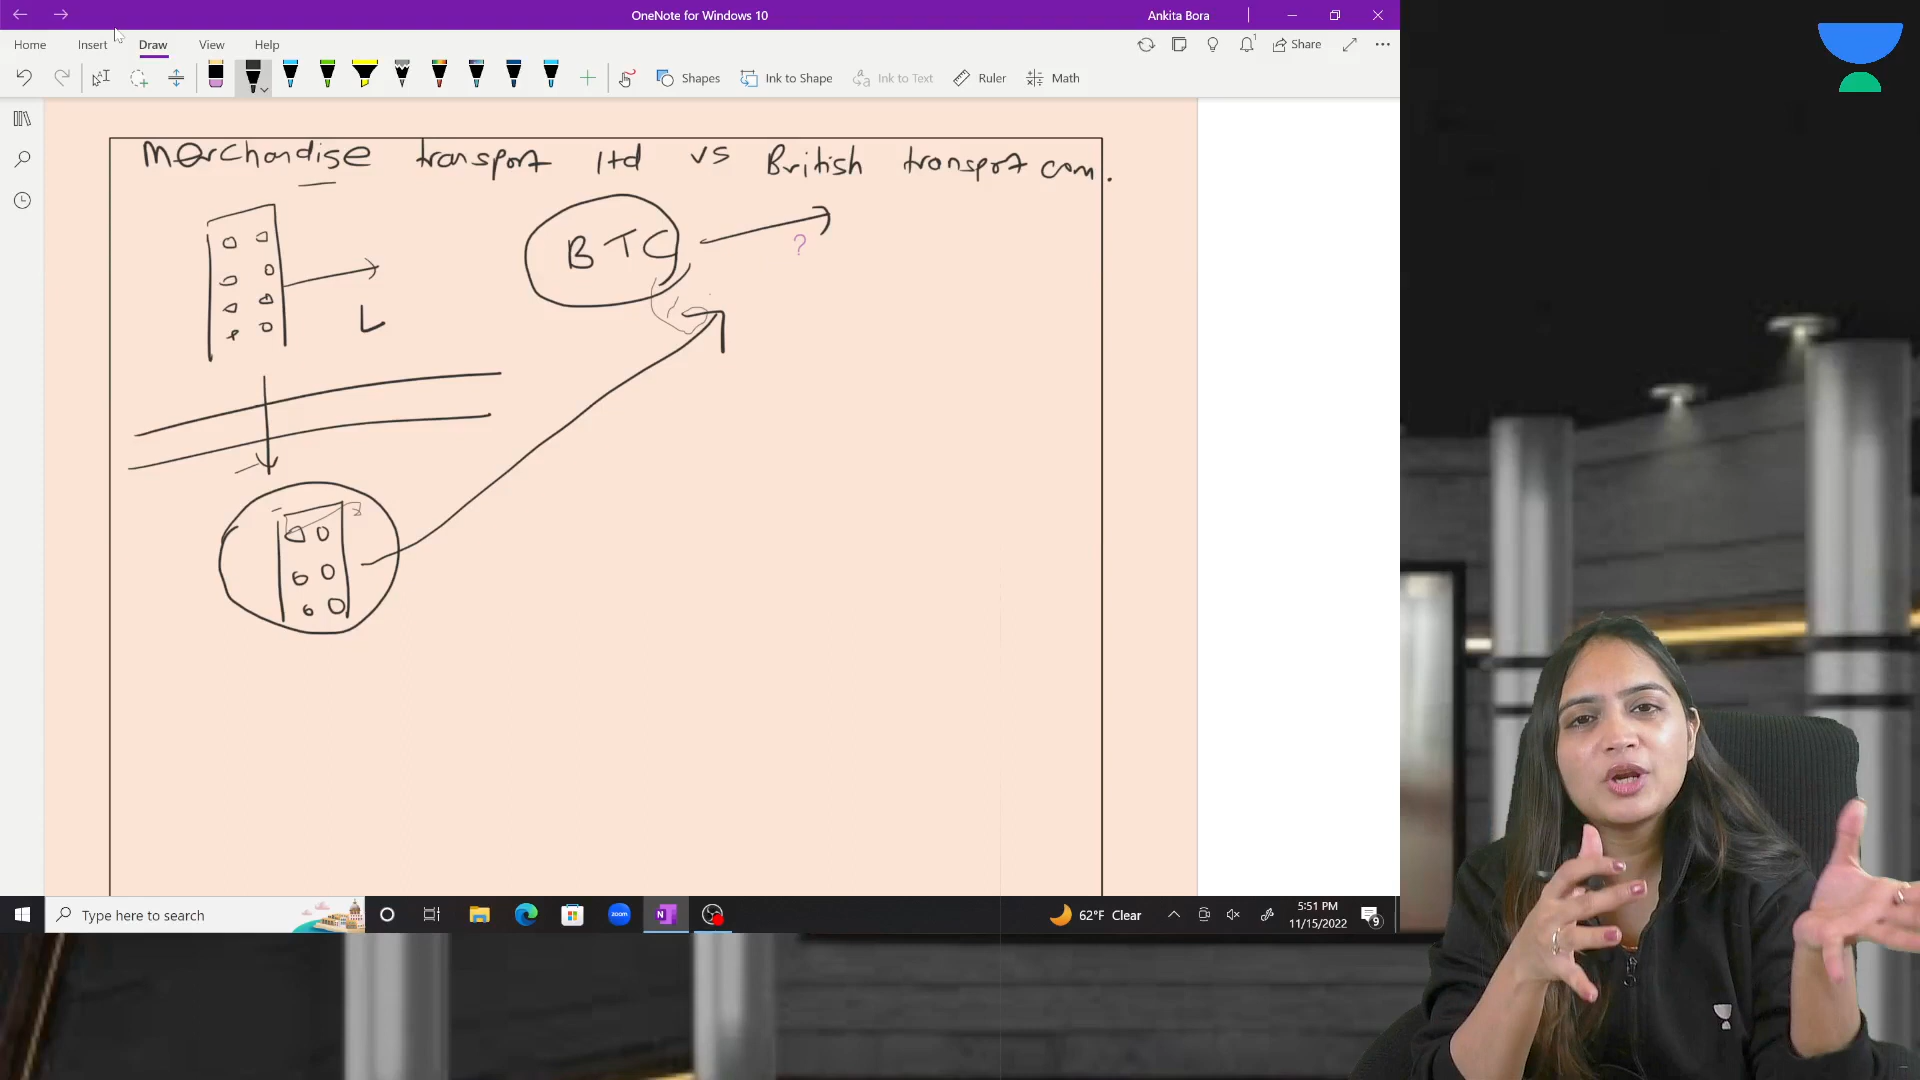 OneNote for Windows 10
Ankita Bora
Home Insert Draw View Help
Share
Shapes Ink to Shape Ink to Text Ruler Math
Merchandise transport ltd vs British transport com.
BTC
?
L
Type here to search
zoom
N
62°F Clear
5:51 PM
11/15/2022
9